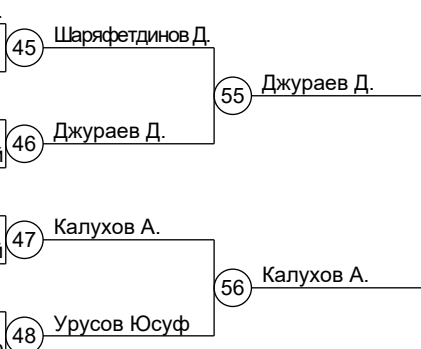 45 Шаряфетдинов Д.
55 Джураев Д.
46 Джураев Д.
47 Калухов А.
56 Калухов А.
48 Урусов Юсуф